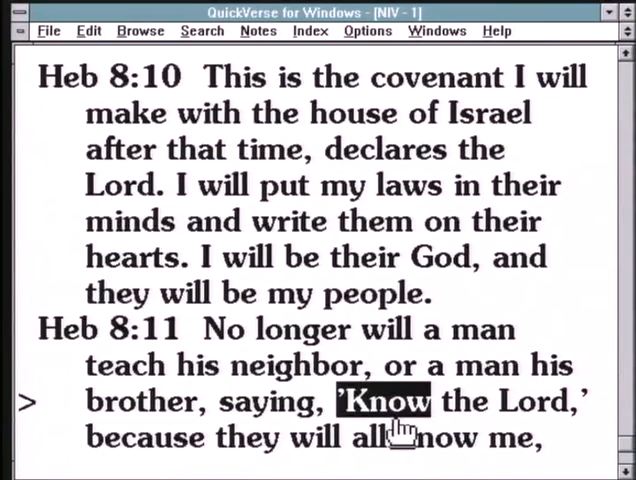 QuickVerse for Windows - [NIV - 1]
File Edit Browse Search Notes Index Options Windows Help
Heb 8:10 This is the covenant I will
make with the house of Israel
after that time, declares the
Lord. I will put my laws in their
minds and write them on their
hearts. I will be their God, and
they will be my people.
Heb 8:11 No longer will a man
teach his neighbor, or a man his
> brother, saying, 'Know the Lord,'
because they will all now me,